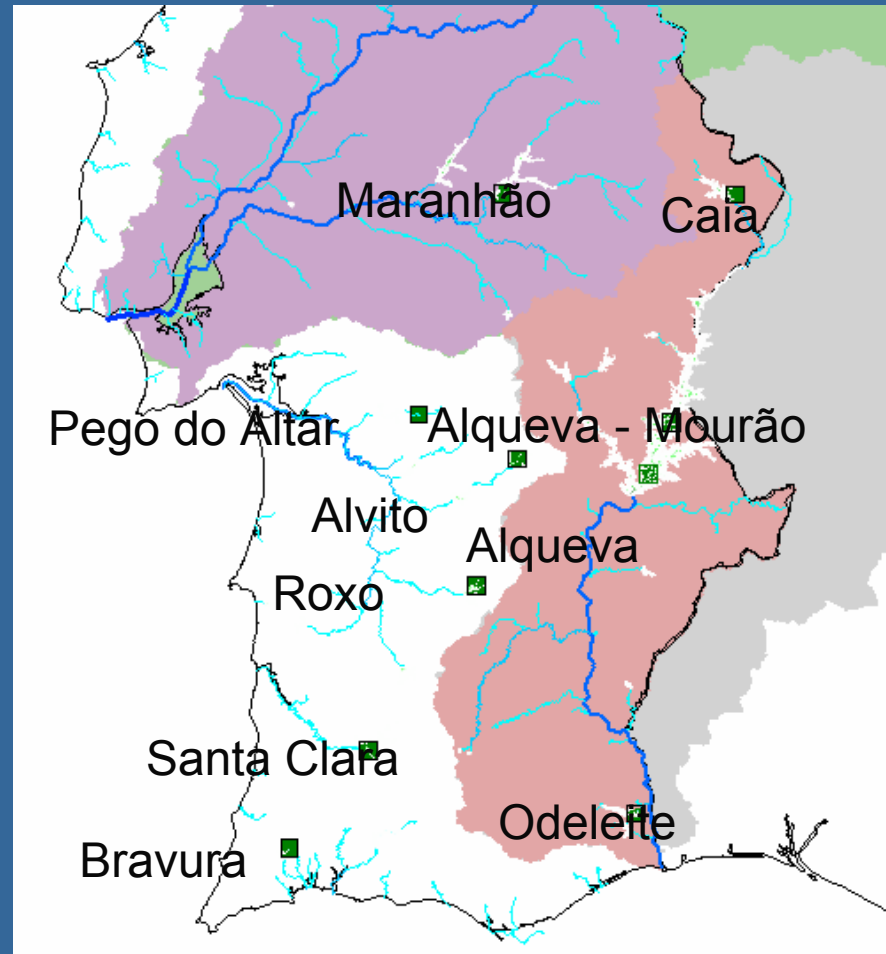 Maranhão
Caia
Pego do Altar
Alqueva - Mourão
Alvito
Alqueva
Roxo
Santa Clara
Odeleite
Bravura